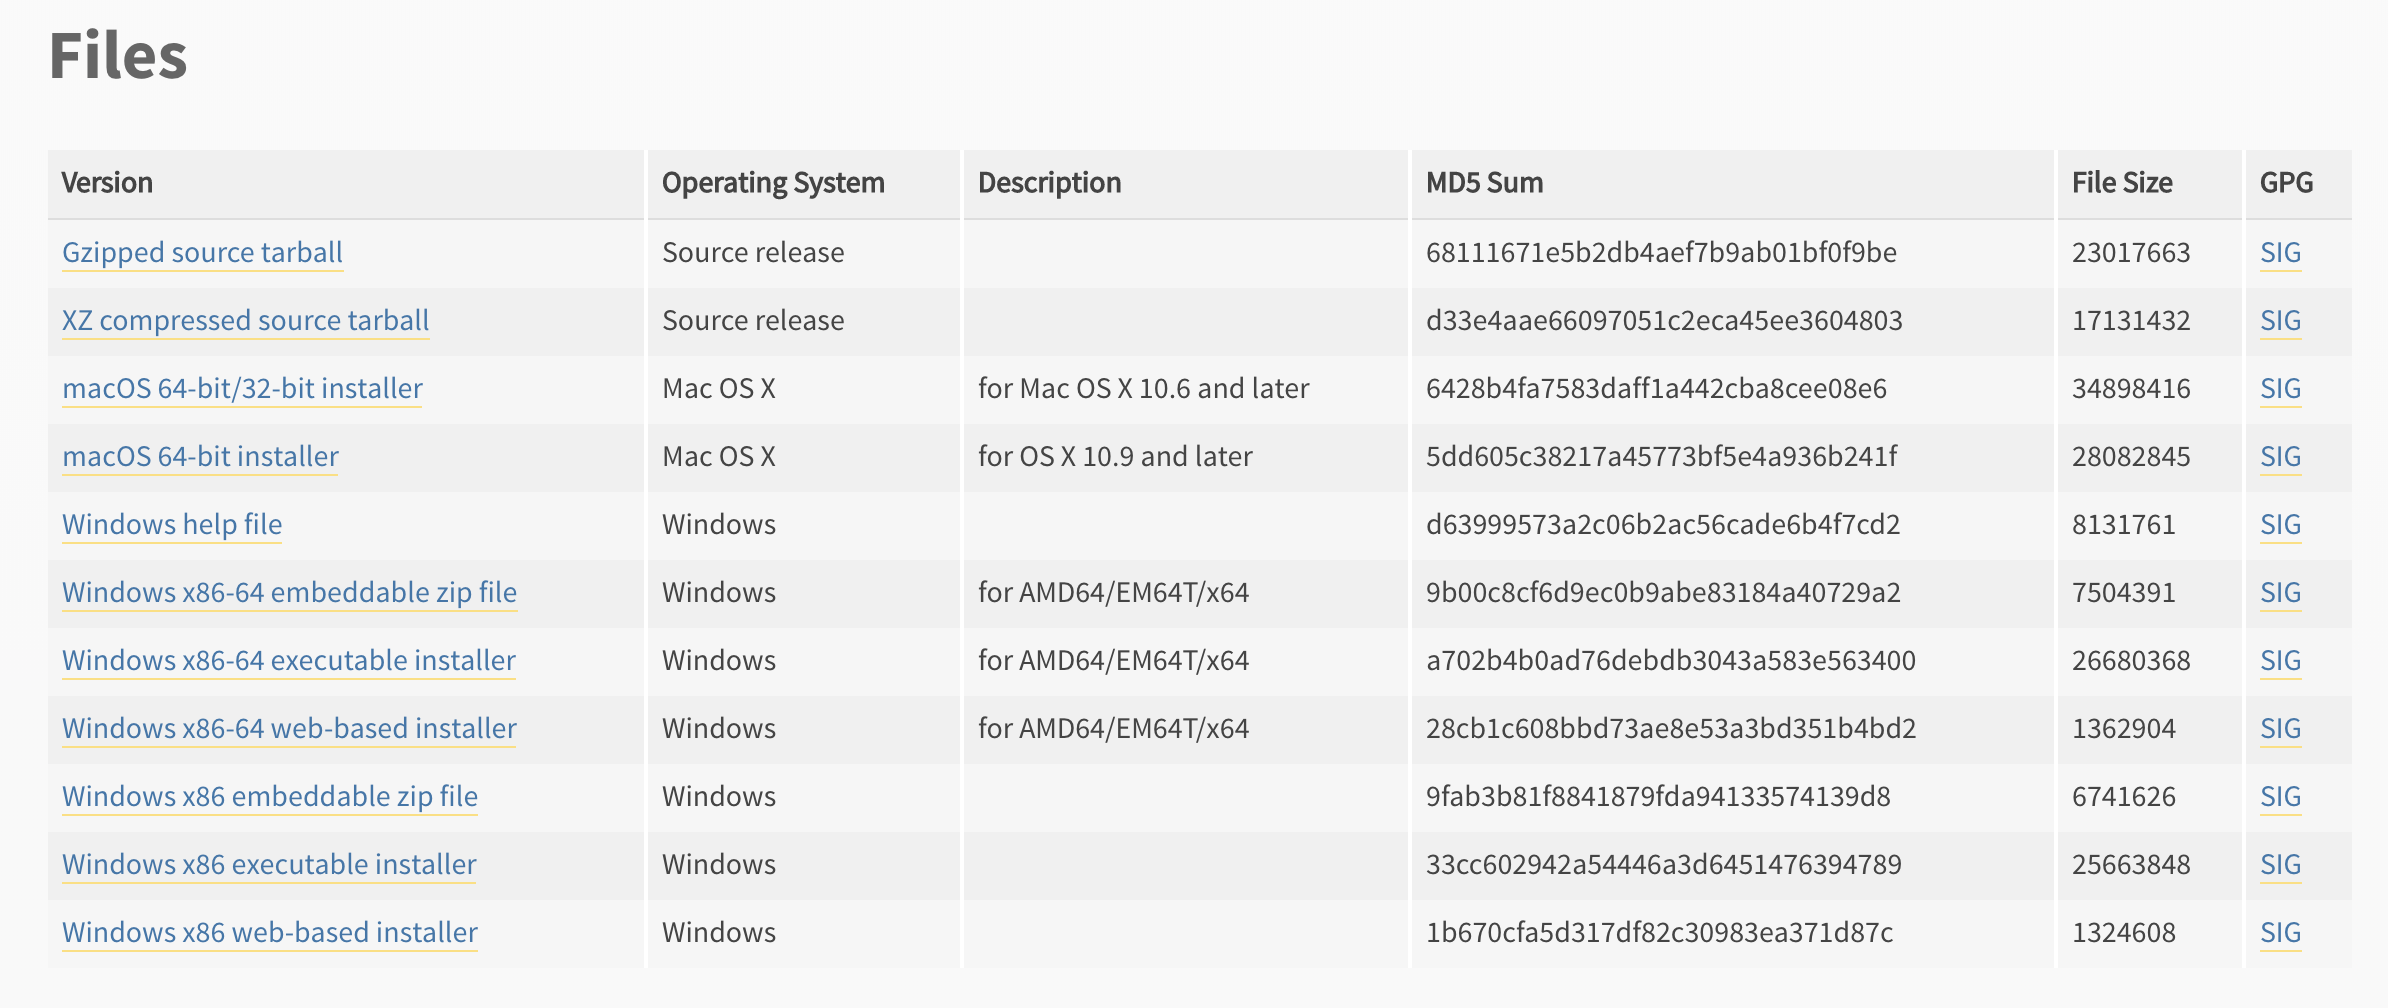 Files
Version Operating System Description MD5 Sum File Size GPG
Gzipped source tarball Source release 68111671e5b2db4aef7b9ab01bf0f9be 23017663 SIG
XZ compressed source tarball Source release d33e4aae66097051c2eca45ee3604803 17131432 SIG
macOS 64-bit/32-bit installer Mac OS X for Mac OS X 10.6 and later 6428b4fa7583daff1a442cba8cee08e6 34898416 SIG
macOS 64-bit installer Mac OS X for OS X 10.9 and later 5dd605c38217a45773bf5e4a936b241f 28082845 SIG
Windows help file Windows d63999573a2c06b2ac56cade6b4f7cd2 8131761 SIG
Windows x86-64 embeddable zip file Windows for AMD64/EM64T/x64 9b00c8cf6d9ec0b9abe83184a40729a2 7504391 SIG
Windows x86-64 executable installer Windows for AMD64/EM64T/x64 a702b4b0ad76debdb3043a583e563400 26680368 SIG
Windows x86-64 web-based installer Windows for AMD64/EM64T/x64 28cb1c608bbd73ae8e53a3bd351b4bd2 1362904 SIG
Windows x86 embeddable zip file Windows 9fab3b81f8841879fda94133574139d8 6741626 SIG
Windows x86 executable installer Windows 33cc602942a54446a3d6451476394789 25663848 SIG
Windows x86 web-based installer Windows 1b670cfa5d317df82c30983ea371d87c 1324608 SIG